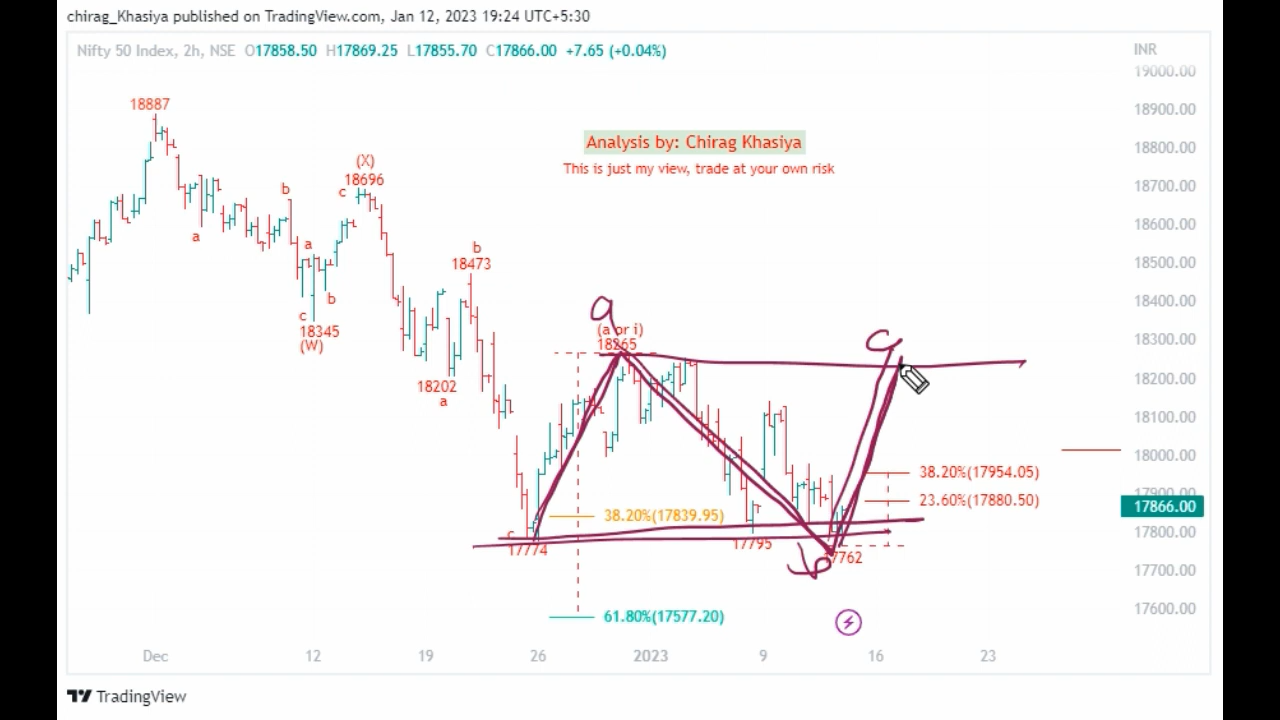 chirag_Khasiya published on TradingView.com, Jan 12, 2023 19:24 UTC+5:30
Nifty 50 Index, 2h, NSE O17858.50 H17869.25 L17855.70 C17866.00 +7.65 (+0.04%)
INR
19000.00
18900.00
18800.00
18700.00
18600.00
18500.00
18400.00
18300.00
18200.00
18100.00
18000.00
17900.00
17866.00
17800.00
17700.00
17600.00
Analysis by: Chirag Khasiya
This is just my view, trade at your own risk
18887
a
b
a
c
18345
(W)
b
c
(X)
18696
18202
a
b
18473
c
17774
a
(a or i)
18265
38.20%(17839.95)
61.80%(17577.20)
17795
b
17762
c
38.20%(17954.05)
23.60%(17880.50)
Dec 12 19 26 2023 9 16 23
TradingView